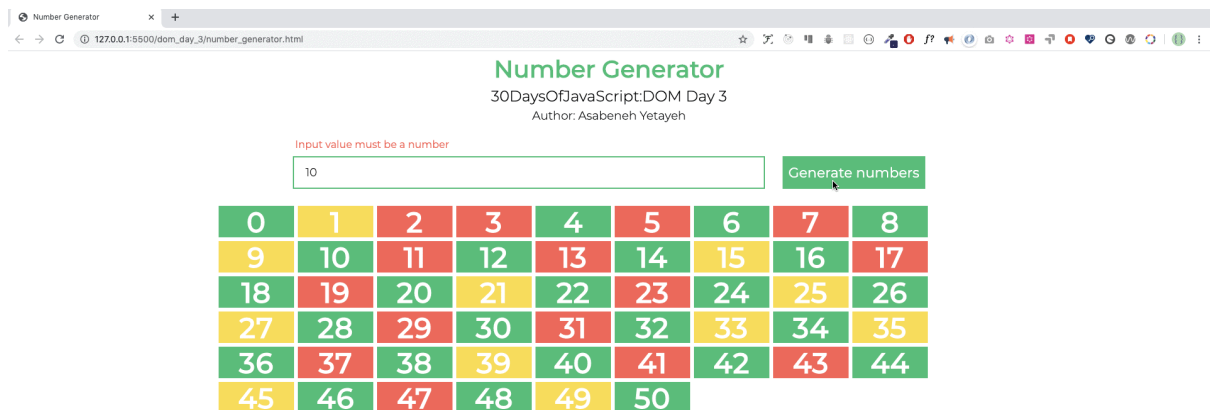 Number Generator
127.0.0.1:5500/dom_day_3/number_generator.html
Number Generator
30DaysOfJavaScript:DOM Day 3
Author: Asabeneh Yetayeh
Input value must be a number
10 Generate numbers
0 1 2 3 4 5 6 7 8
9 10 11 12 13 14 15 16 17
18 19 20 21 22 23 24 25 26
27 28 29 30 31 32 33 34 35
36 37 38 39 40 41 42 43 44
45 46 47 48 49 50